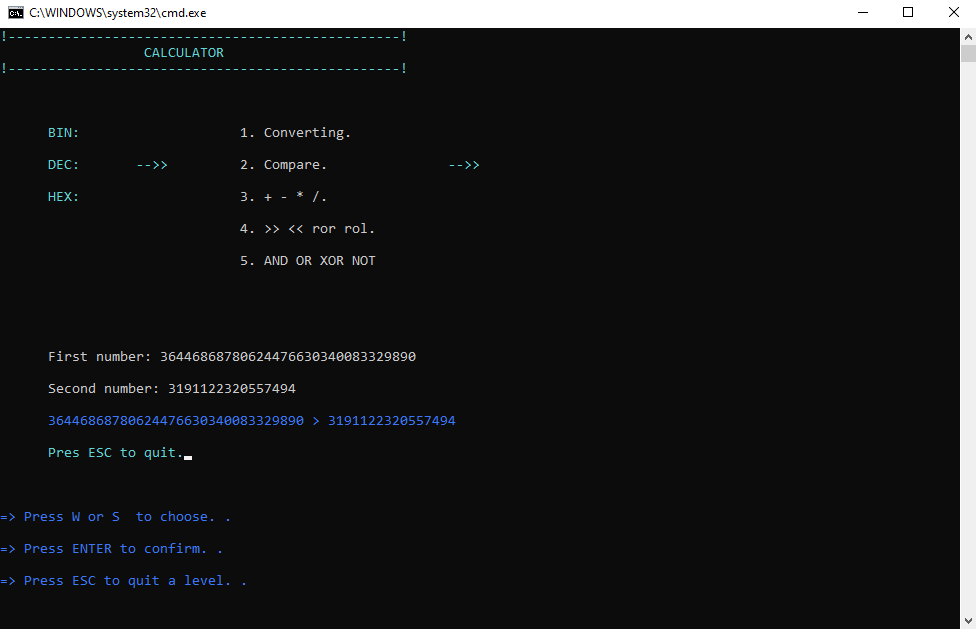 C:\WINDOWS\system32\cmd.exe
!-------------------------------------------------!
CALCULATOR
!-------------------------------------------------!
BIN: 1. Converting.
DEC: -->> 2. Compare. -->>
HEX: 3. + - * /.
4. >> << ror rol.
5. AND OR XOR NOT
First number: 36446868780624476630340083329890
Second number: 3191122320557494
36446868780624476630340083329890 > 3191122320557494
Pres ESC to quit.
=> Press W or S  to choose. .
=> Press ENTER to confirm. .
=> Press ESC to quit a level. .